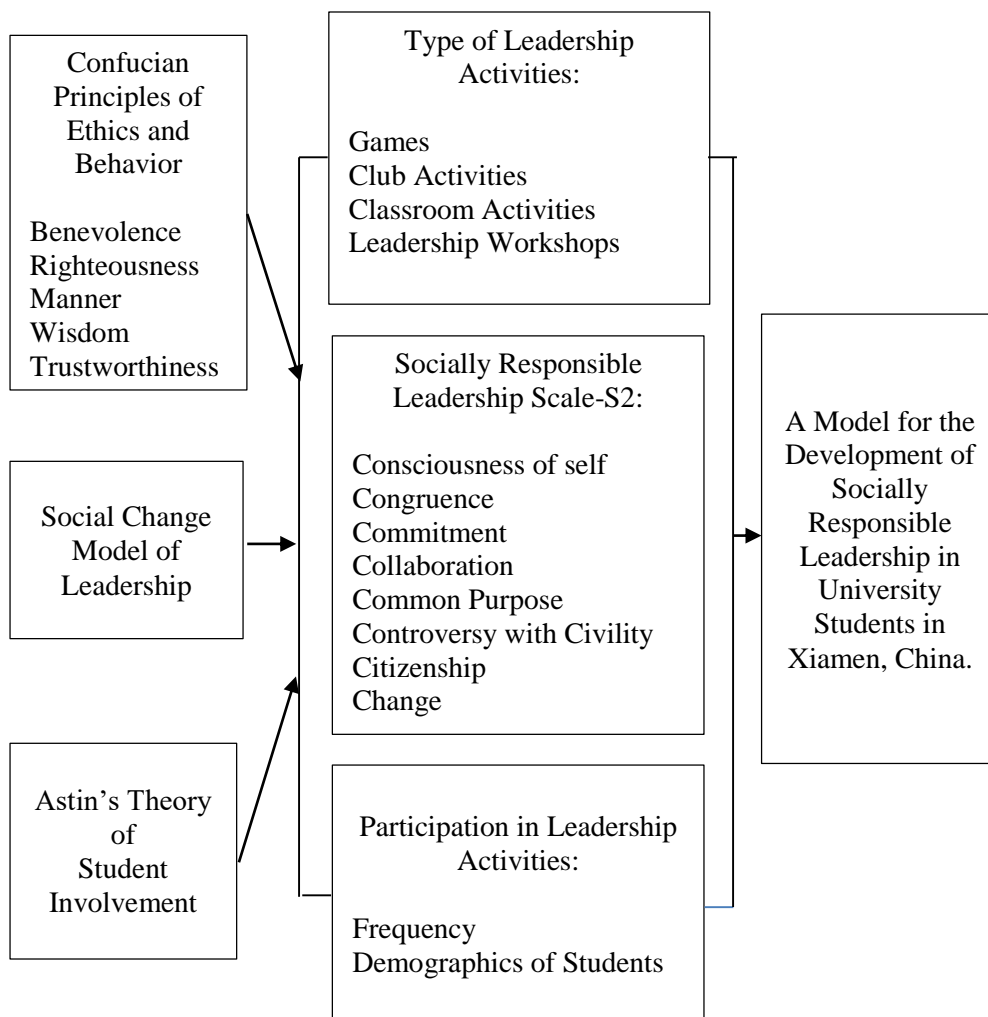 Confucian
Principles of
Ethics and
Behavior
Benevolence
Righteousness
Manner
Wisdom
Trustworthiness
Social Change
Model of
Leadership
Astin’s Theory
of
Student
Involvement
Type of Leadership
Activities:
Games
Club Activities
Classroom Activities
Leadership Workshops
Socially Responsible
Leadership Scale-S2:
Consciousness of self
Congruence
Commitment
Collaboration
Common Purpose
Controversy with Civility
Citizenship
Change
Participation in Leadership
Activities:
Frequency
Demographics of Students
A Model for the
Development of
Socially
Responsible
Leadership in
University
Students in
Xiamen, China.